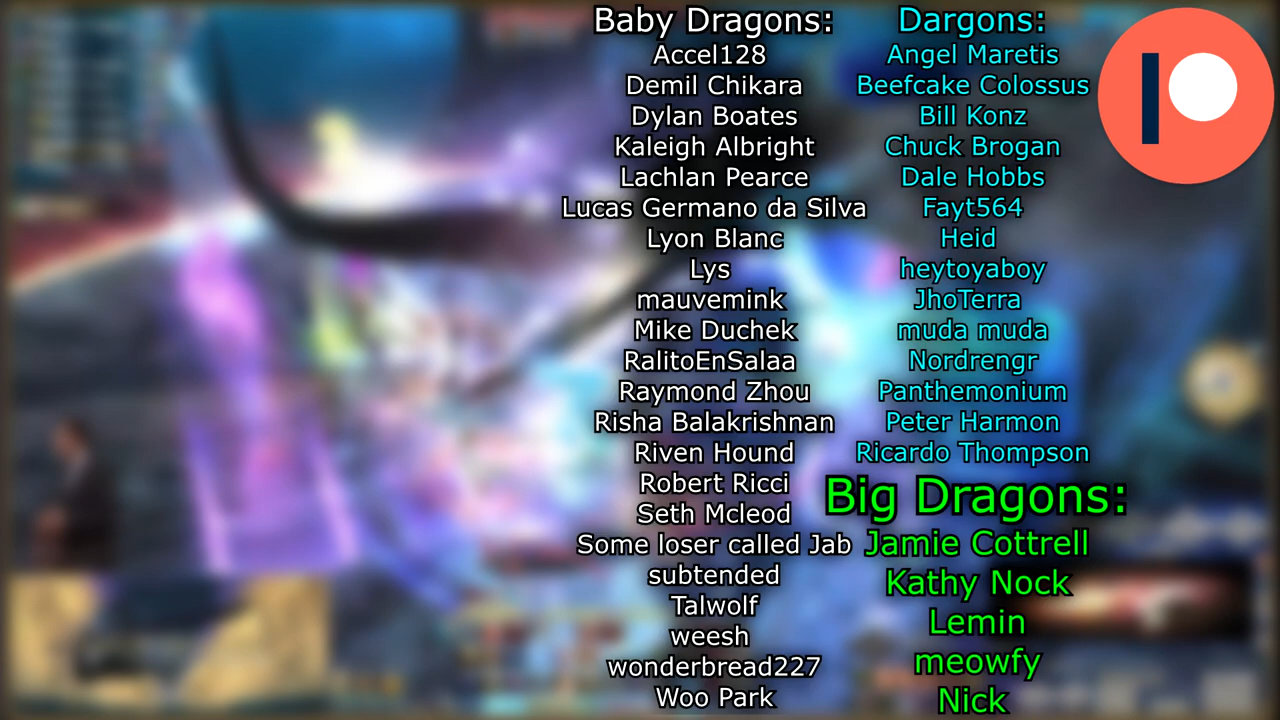 Baby Dragons:
Accel128
Demil Chikara
Dylan Boates
Kaleigh Albright
Lachlan Pearce
Lucas Germano da Silva
Lyon Blanc
Lys
mauvemink
Mike Duchek
RalitoEnSalaa
Raymond Zhou
Risha Balakrishnan
Riven Hound
Robert Ricci
Seth Mcleod
Some loser called Jab
subtended
Talwolf
weesh
wonderbread227
Woo Park
Dargons:
Angel Maretis
Beefcake Colossus
Bill Konz
Chuck Brogan
Dale Hobbs
Fayt564
Heid
heytoyaboy
JhoTerra
muda muda
Nordrengr
Panthemonium
Peter Harmon
Ricardo Thompson
Big Dragons:
Jamie Cottrell
Kathy Nock
Lemin
meowfy
Nick